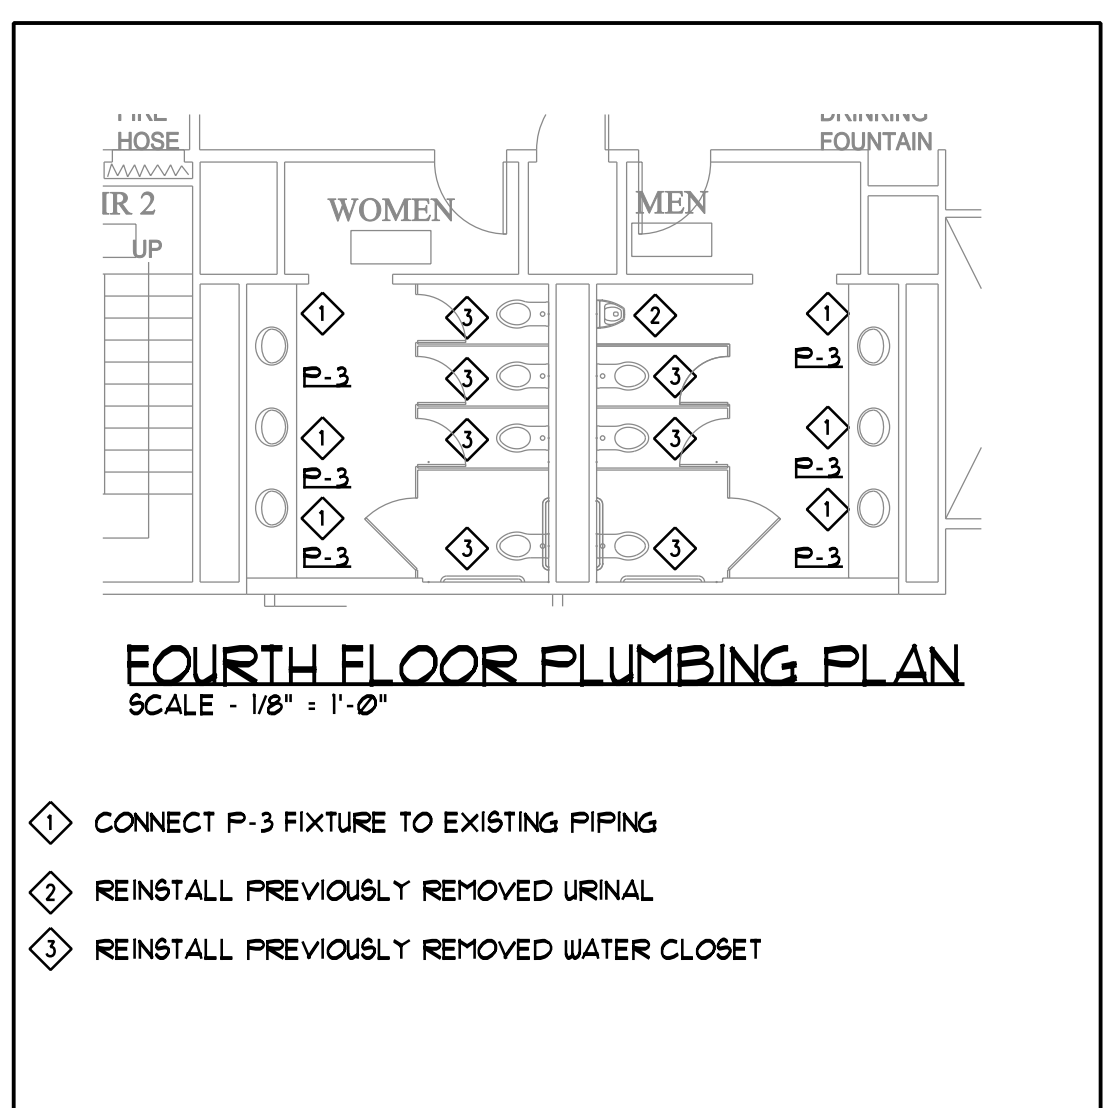 HOSE
FOUNTAIN
IR 2
WOMEN
MEN
UP
1
3
2
1
P-3
3
3
P-3
1
3
3
1
P-3
P-3
1
1
P-3
3
3
P-3
FOURTH FLOOR PLUMBING PLAN
SCALE - 1/8" = 1'-0"
1 CONNECT P-3 FIXTURE TO EXISTING PIPING
2 REINSTALL PREVIOUSLY REMOVED URINAL
3 REINSTALL PREVIOUSLY REMOVED WATER CLOSET